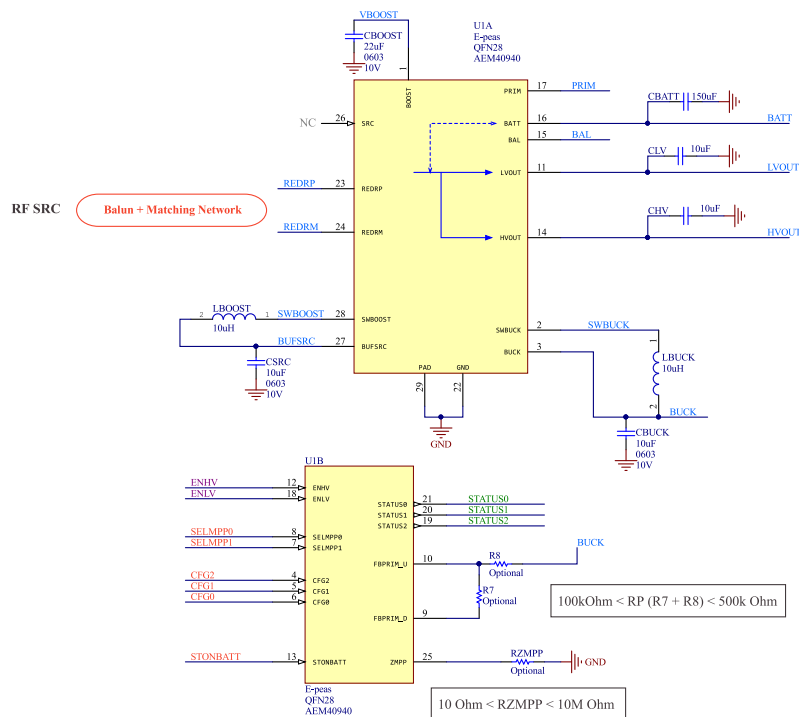 VBOOST
CBOOST
22uF
0603
10V
U1A
E-peas
QFN28
AEM40940
1
BOOST
PRIM 17 PRIM
CBATT 150uF
NC 26 SRC
BATT 16 BATT
BAL 15 BAL
CLV 10uF
LVOUT 11 LVOUT
REDRP 23 REDRP
RF SRC
Balun + Matching Network
CHV 10uF
REDRM 24 REDRM
HVOUT 14 HVOUT
LBOOST
2 1 SWBOOST 28 SWBOOST
10uH
SWBUCK 2 SWBUCK
BUFSRC 27 BUFSRC
BUCK 3
1
LBUCK
10uH
2
CSRC
10uF
0603
10V
PAD GND
29 22
BUCK
GND
CBUCK
10uF
0603
10V
U1B
ENHV 12 ENHV
ENLV 18 ENLV
STATUS0 21 STATUS0
STATUS1 20 STATUS1
STATUS2 19 STATUS2
SELMPP0 8 SELMPP0
SELMPP1 7 SELMPP1
BUCK
FBPRIM_U 10
R8
Optional
CFG2 4 CFG2
CFG1 5 CFG1
CFG0 6 CFG0
R7
Optional
100kOhm < RP (R7 + R8) < 500k Ohm
FBPRIM_D 9
STONBATT 13 STONBATT
ZMPP 25
RZMPP
Optional
GND
E-peas
QFN28
AEM40940
10 Ohm < RZMPP < 10M Ohm